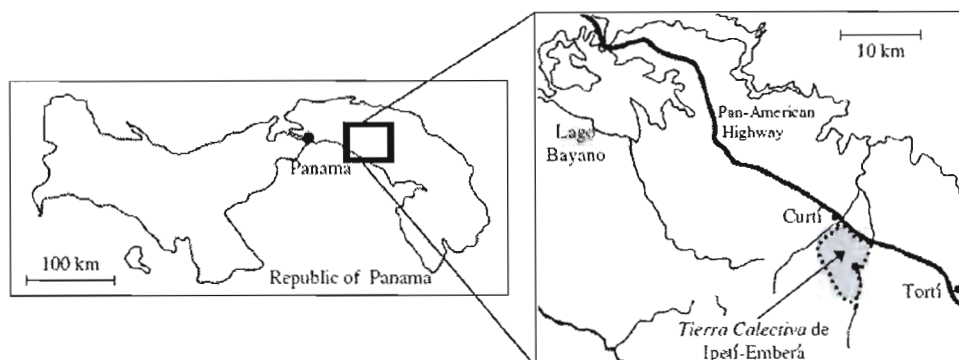 Panama
100 km
Republic of Panama
10 km
Pan-American
Highway
Lago
Bayano
Curtí
Tortí
Tierra Calectiva de
Ipetí-Emberá